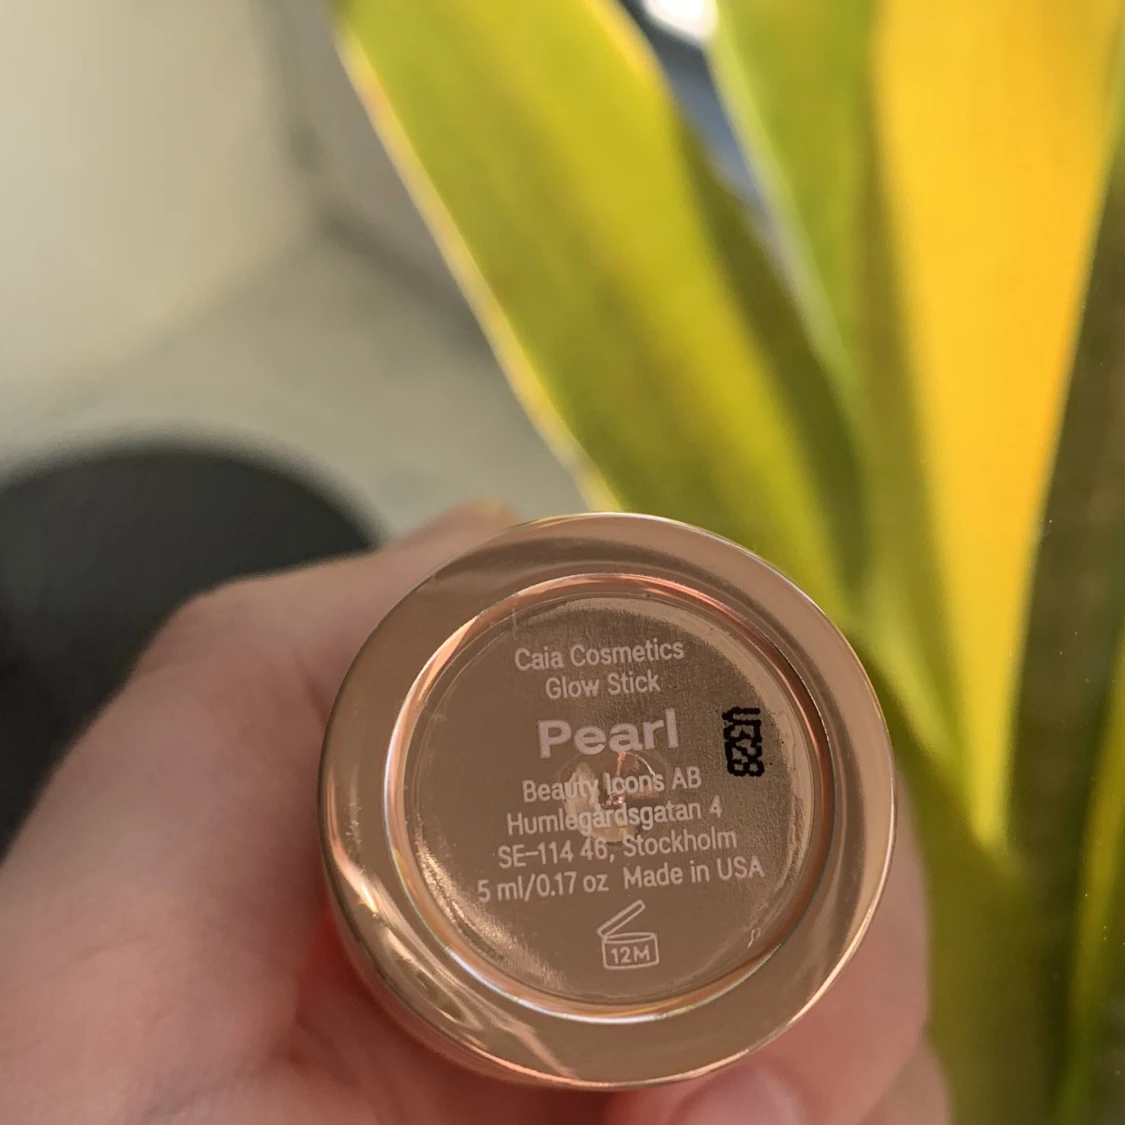 Caia Cosmetics
Glow Stick
Pearl
Beauty Icons AB
Humlegårdsgatan 4
SE-114 46, Stockholm
5 ml/0.17 oz Made in USA
12M